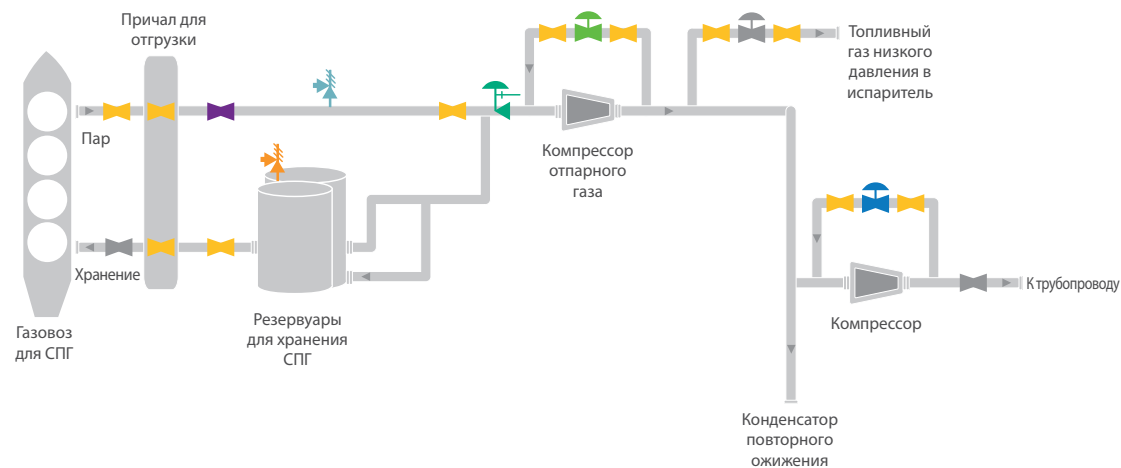 Причал для
отгрузки
Топливный
газ низкого
давления в
испаритель
Пар
Компрессор
отпарного
газа
Хранение
К трубопроводу
Газовоз
для СПГ
Резервуары
для хранения
СПГ
Компрессор
Конденсатор
повторного
ожижения